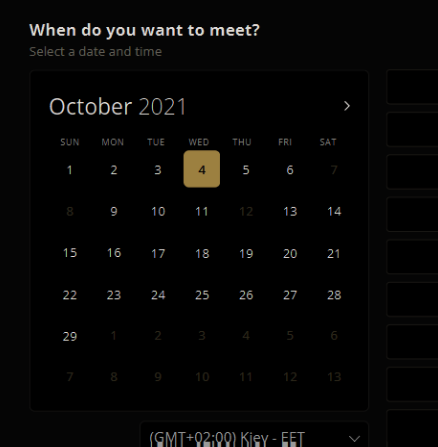 When do you want to meet?
Select a date and time
October 2021
SUN MON TUE WED THU FRI SAT
1 2 3 4 5 6 7
8 9 10 11 12 13 14
15 16 17 18 19 20 21
22 23 24 25 26 27 28
29 1 2 3 4 5 6
7 8 9 10 11 12 13
(GMT+02:00) Kiev - EET